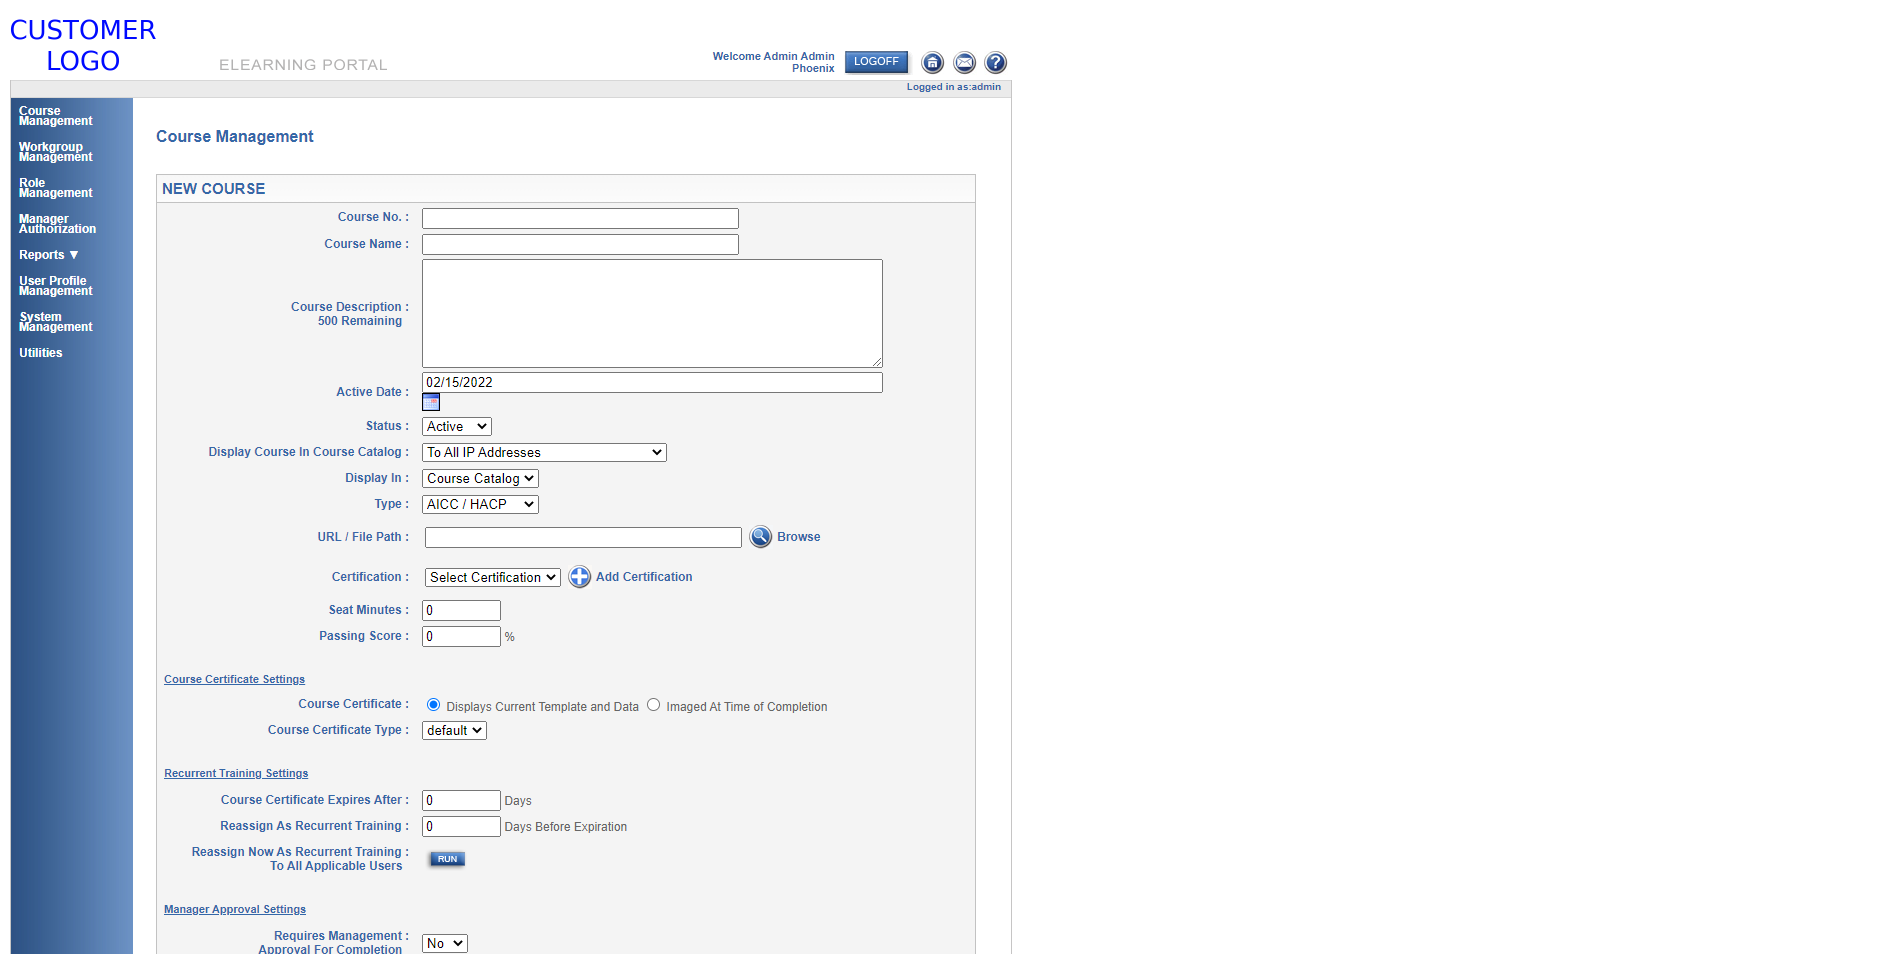 CUSTOMER
LOGO
ELEARNING PORTAL
Welcome Admin Admin
Phoenix
LOGOFF
Logged in as:admin
Course
Management
Workgroup
Management
Role
Management
Manager
Authorization
Reports ▼
User Profile
Management
System
Management
Utilities
Course Management
NEW COURSE
Course No. :
Course Name :
Course Description :
500 Remaining
Active Date :
02/15/2022
Status :
Active
Display Course In Course Catalog :
To All IP Addresses
Display In :
Course Catalog
Type :
AICC / HACP
URL / File Path :
Browse
Certification :
Select Certification
Add Certification
Seat Minutes :
0
Passing Score :
0
%
Course Certificate Settings
Course Certificate :
Displays Current Template and Data
Imaged At Time of Completion
Course Certificate Type :
default
Recurrent Training Settings
Course Certificate Expires After :
0
Days
Reassign As Recurrent Training :
0
Days Before Expiration
Reassign Now As Recurrent Training :
To All Applicable Users
RUN
Manager Approval Settings
Requires Management :
Approval For Completion
No